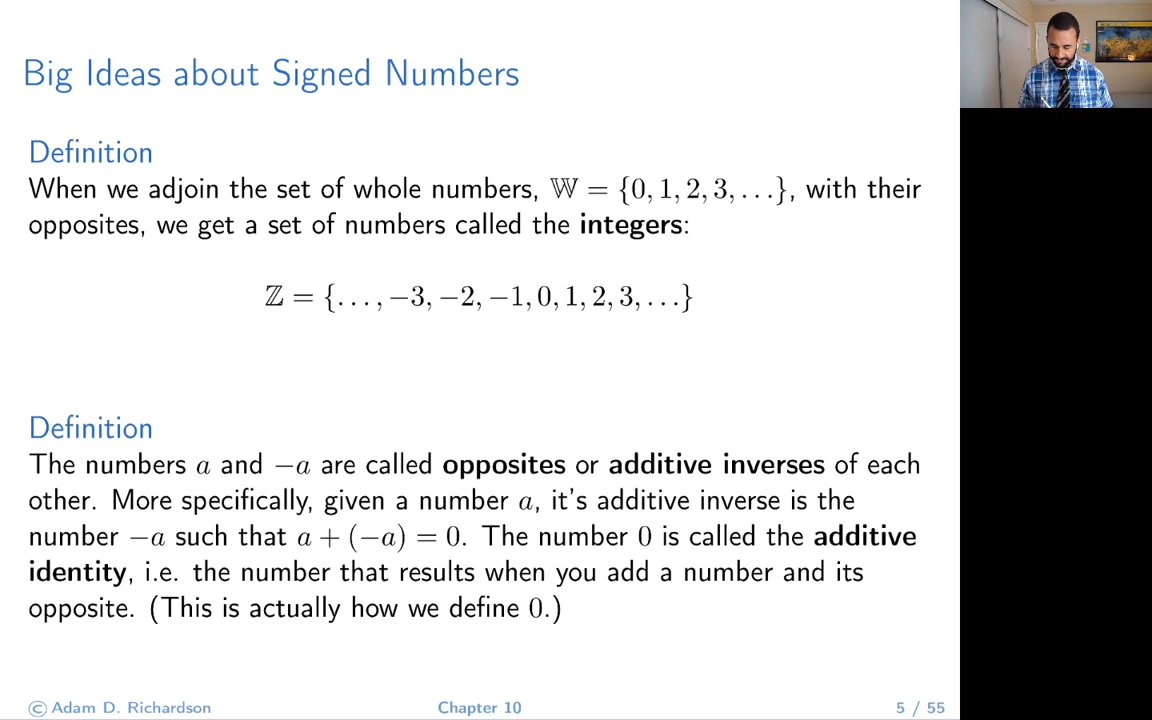 Big Ideas about Signed Numbers
Definition
When we adjoin the set of whole numbers, 𝕎 = {0, 1, 2, 3, . . .}, with their
opposites, we get a set of numbers called the integers:
ℤ = {. . . , −3, −2, −1, 0, 1, 2, 3, . . .}
Definition
The numbers a and −a are called opposites or additive inverses of each
other. More specifically, given a number a, it's additive inverse is the
number −a such that a + (−a) = 0. The number 0 is called the additive
identity, i.e. the number that results when you add a number and its
opposite. (This is actually how we define 0.)
© Adam D. Richardson
Chapter 10
5 / 55